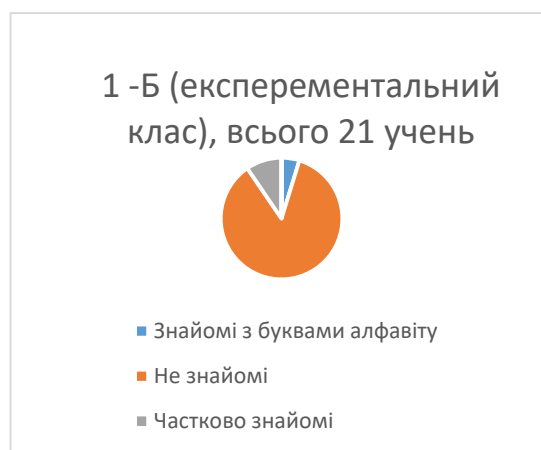 1 -Б (експерементальний
клас), всього 21 учень
Знайомі з буквами алфавіту
Не знайомі
Частково знайомі